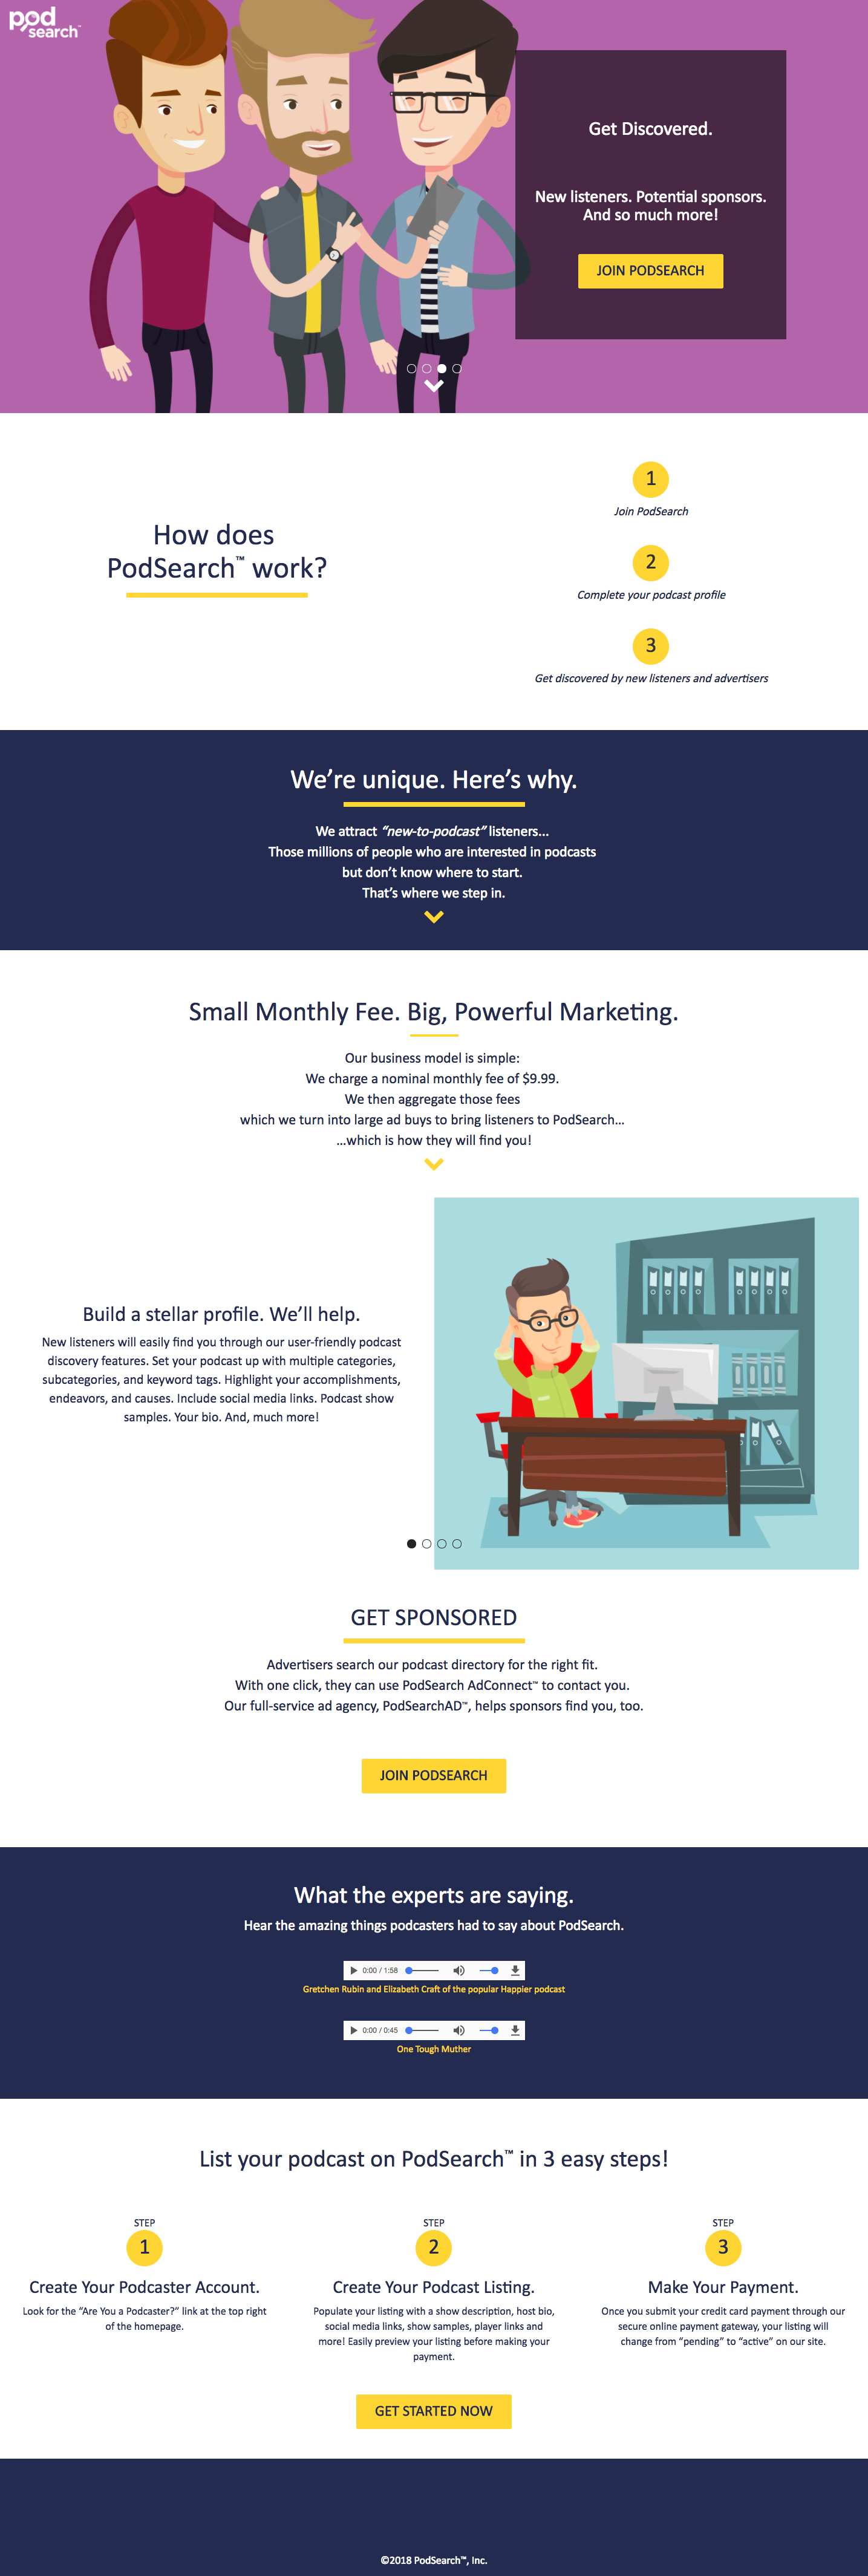 pod
search™
Get Discovered.
New listeners. Potential sponsors.
And so much more!
JOIN PODSEARCH
How does
PodSearch™ work?
1
Join PodSearch
2
Complete your podcast profile
3
Get discovered by new listeners and advertisers
We're unique. Here's why.
We attract “new-to-podcast” listeners...
Those millions of people who are interested in podcasts
but don't know where to start.
That's where we step in.
Small Monthly Fee. Big, Powerful Marketing.
Our business model is simple:
We charge a nominal monthly fee of $9.99.
We then aggregate those fees
which we turn into large ad buys to bring listeners to PodSearch...
...which is how they will find you!
Build a stellar profile. We'll help.
New listeners will easily find you through our user-friendly podcast
discovery features. Set your podcast up with multiple categories,
subcategories, and keyword tags. Highlight your accomplishments,
endeavors, and causes. Include social media links. Podcast show
samples. Your bio. And, much more!
GET SPONSORED
Advertisers search our podcast directory for the right fit.
With one click, they can use PodSearch AdConnect™ to contact you.
Our full-service ad agency, PodSearchAD™, helps sponsors find you, too.
JOIN PODSEARCH
What the experts are saying.
Hear the amazing things podcasters had to say about PodSearch.
0:00 / 1:58
Gretchen Rubin and Elizabeth Craft of the popular Happier podcast
0:00 / 0:45
One Tough Muther
List your podcast on PodSearch™ in 3 easy steps!
STEP
1
Create Your Podcaster Account.
Look for the “Are You a Podcaster?” link at the top right
of the homepage.
STEP
2
Create Your Podcast Listing.
Populate your listing with a show description, host bio,
social media links, show samples, player links and
more! Easily preview your listing before making your
payment.
STEP
3
Make Your Payment.
Once you submit your credit card payment through our
secure online payment gateway, your listing will
change from “pending” to “active” on our site.
GET STARTED NOW
©2018 PodSearch™, Inc.